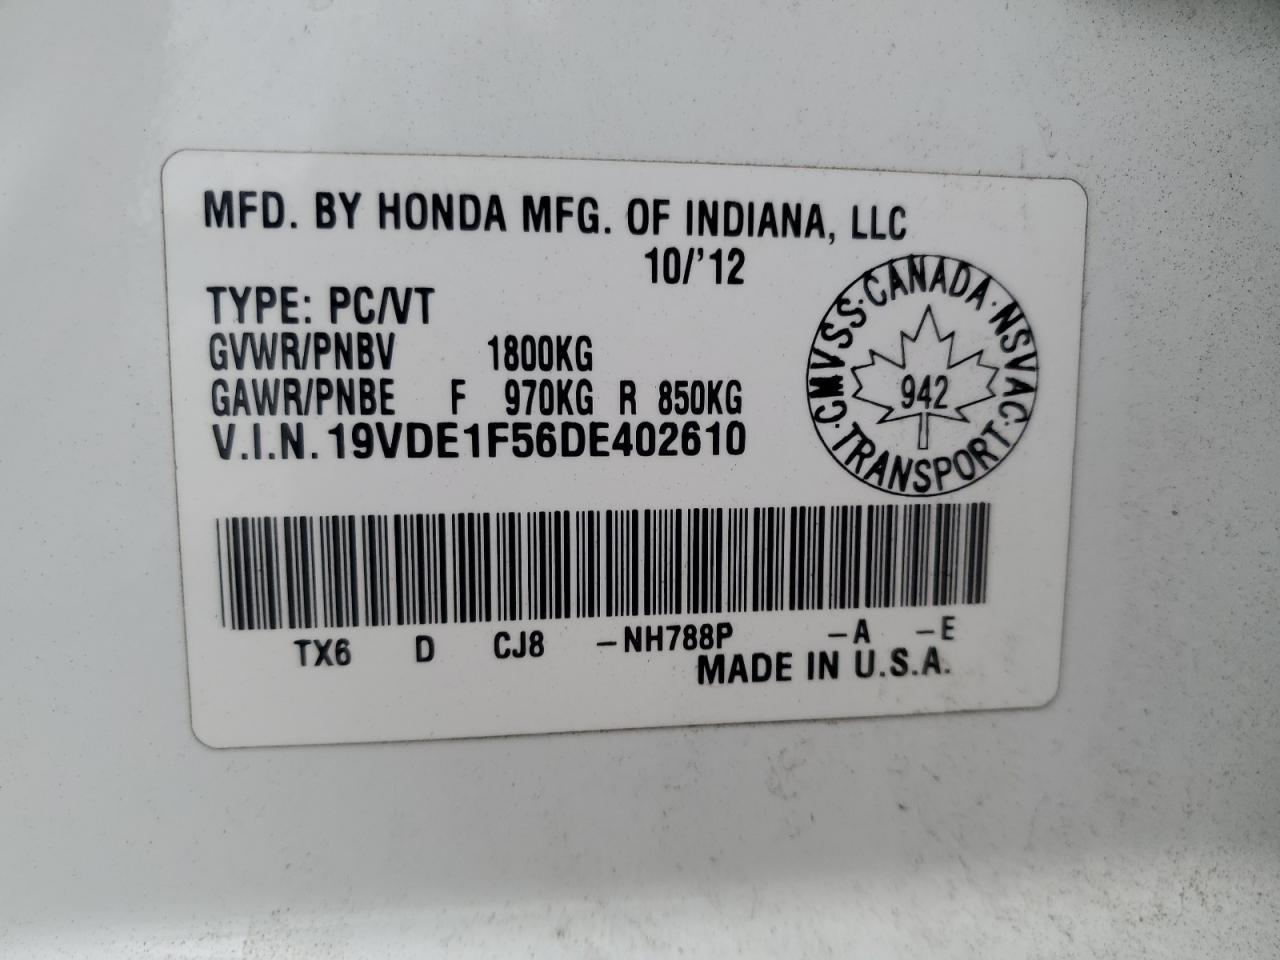 MFD. BY HONDA MFG. OF INDIANA, LLC
10/'12
TYPE: PC/VT
GVWR/PNBV 1800KG
GAWR/PNBE F 970KG R 850KG
V.I.N. 19VDE1F56DE402610
CMVSS·CANADA·NSVAC·TRANSPORT·
942
TX6 D CJ8 -NH788P -A -E
MADE IN U.S.A.